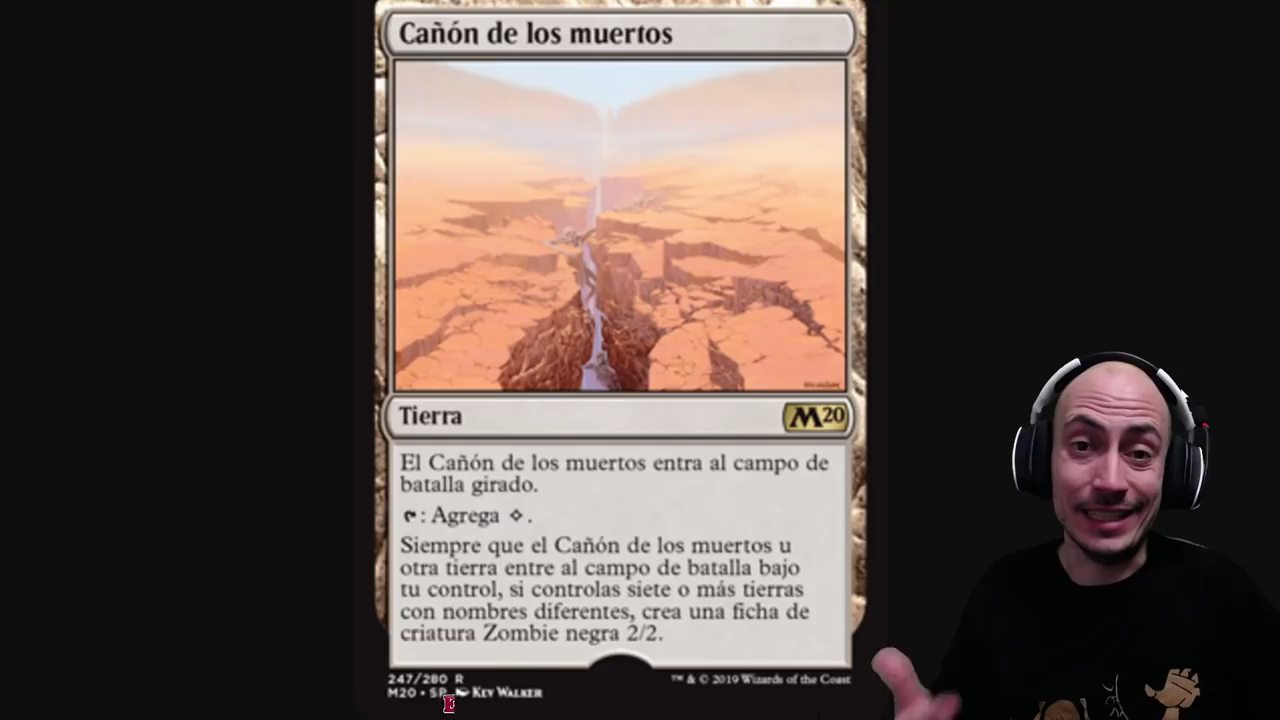 Cañón de los muertos
Tierra
M20
El Cañón de los muertos entra al campo de
batalla girado.
: Agrega .
Siempre que el Cañón de los muertos u
otra tierra entre al campo de batalla bajo
tu control, si controlas siete o más tierras
con nombres diferentes, crea una ficha de
criatura Zombie negra 2/2.
247/280 R
™ & © 2019 Wizards of the Coast
M20 • SP Kev Walker
E